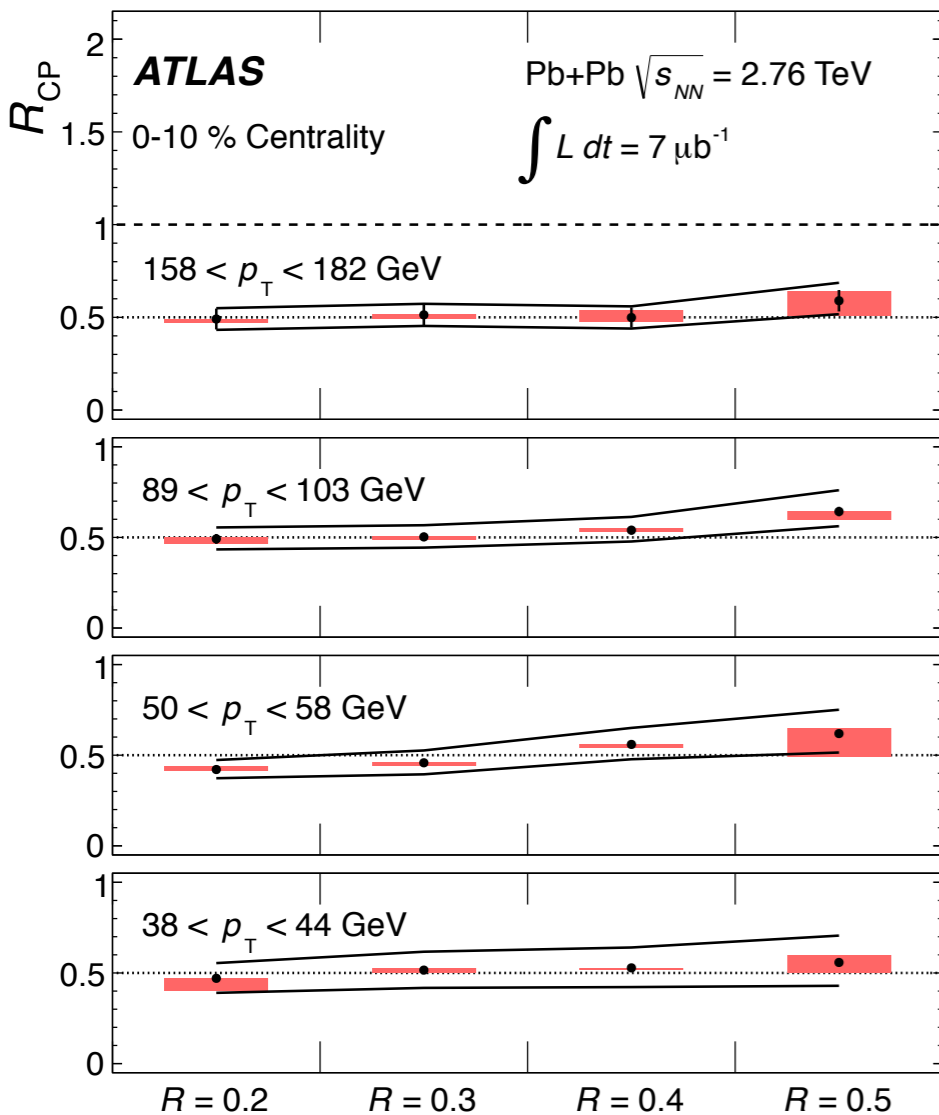 R_CP
2
1.5
1
0.5
0
ATLAS
Pb+Pb √s_NN = 2.76 TeV
0-10 % Centrality
∫ L dt = 7 μb⁻¹
158 < p_T < 182 GeV
1
0.5
0
89 < p_T < 103 GeV
1
0.5
0
50 < p_T < 58 GeV
1
0.5
0
38 < p_T < 44 GeV
R = 0.2 R = 0.3 R = 0.4 R = 0.5